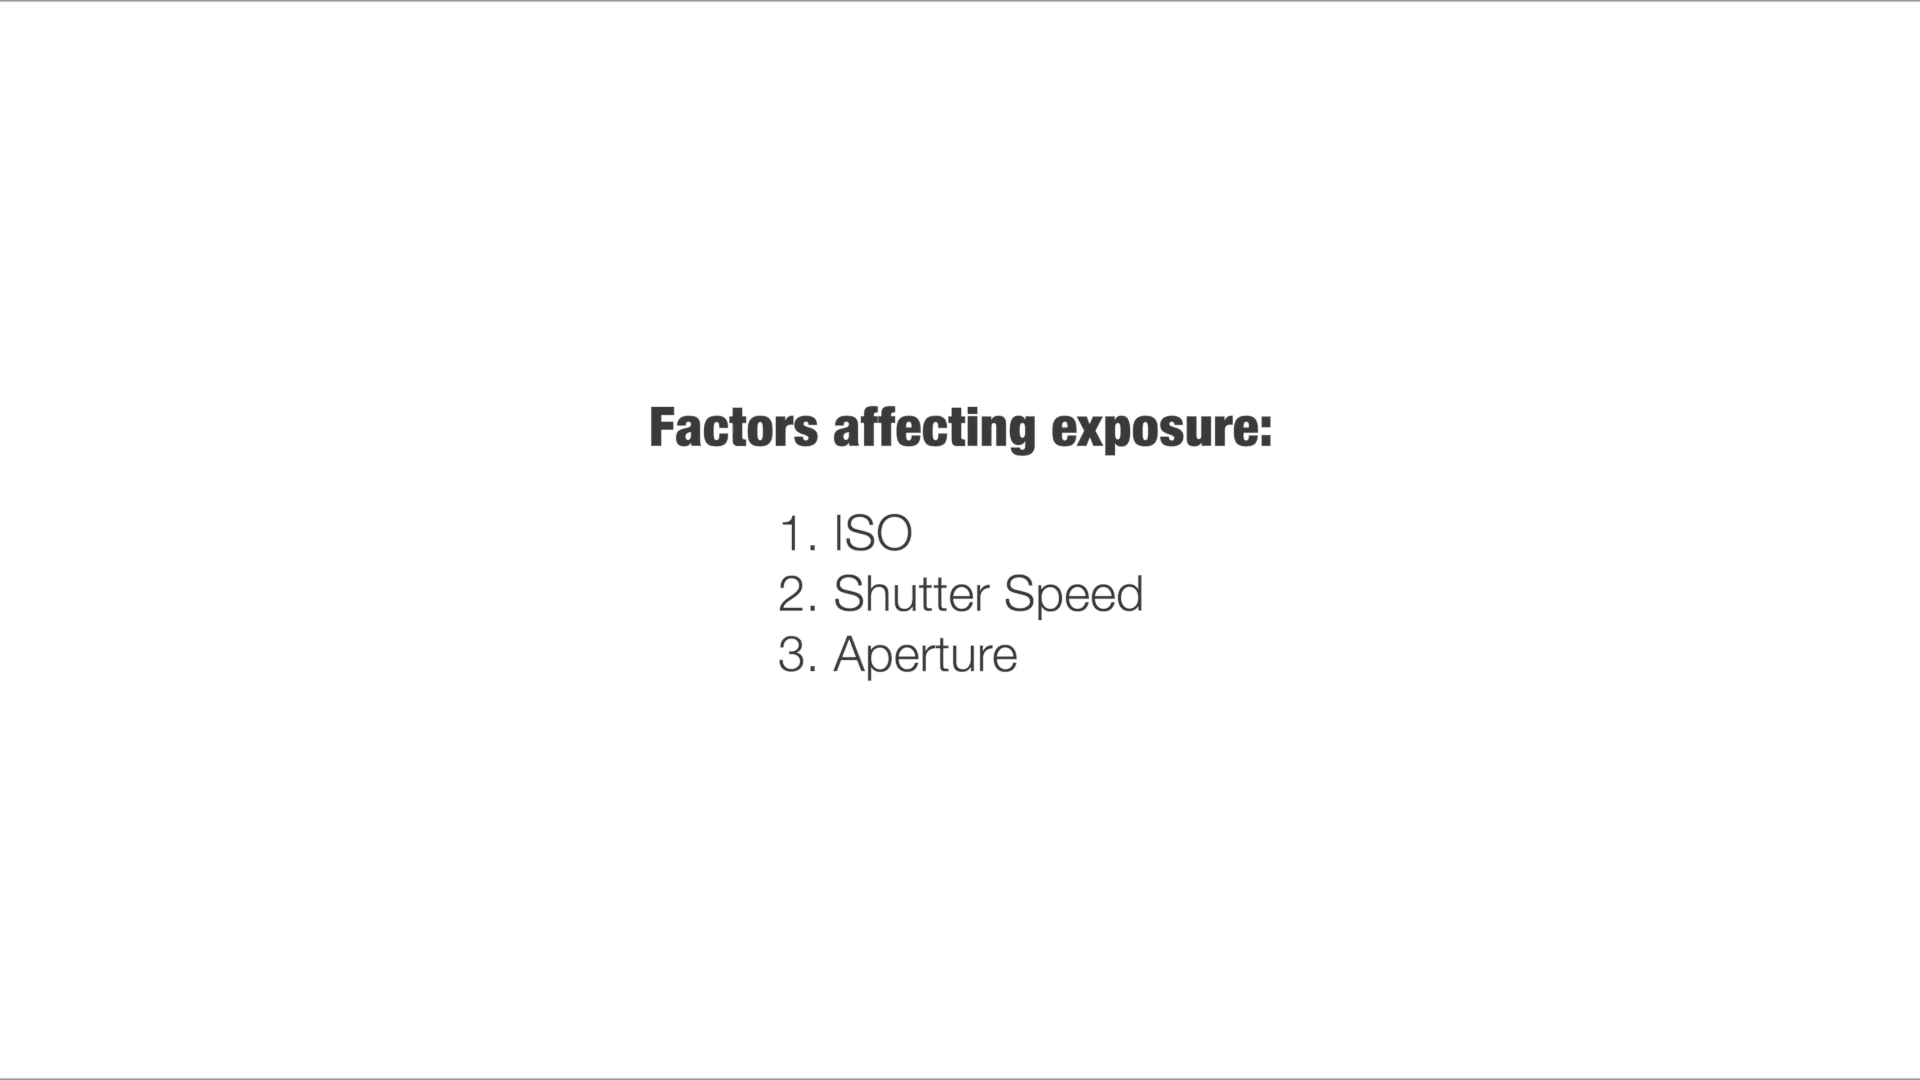 Factors affecting exposure:
1. ISO
2. Shutter Speed
3. Aperture